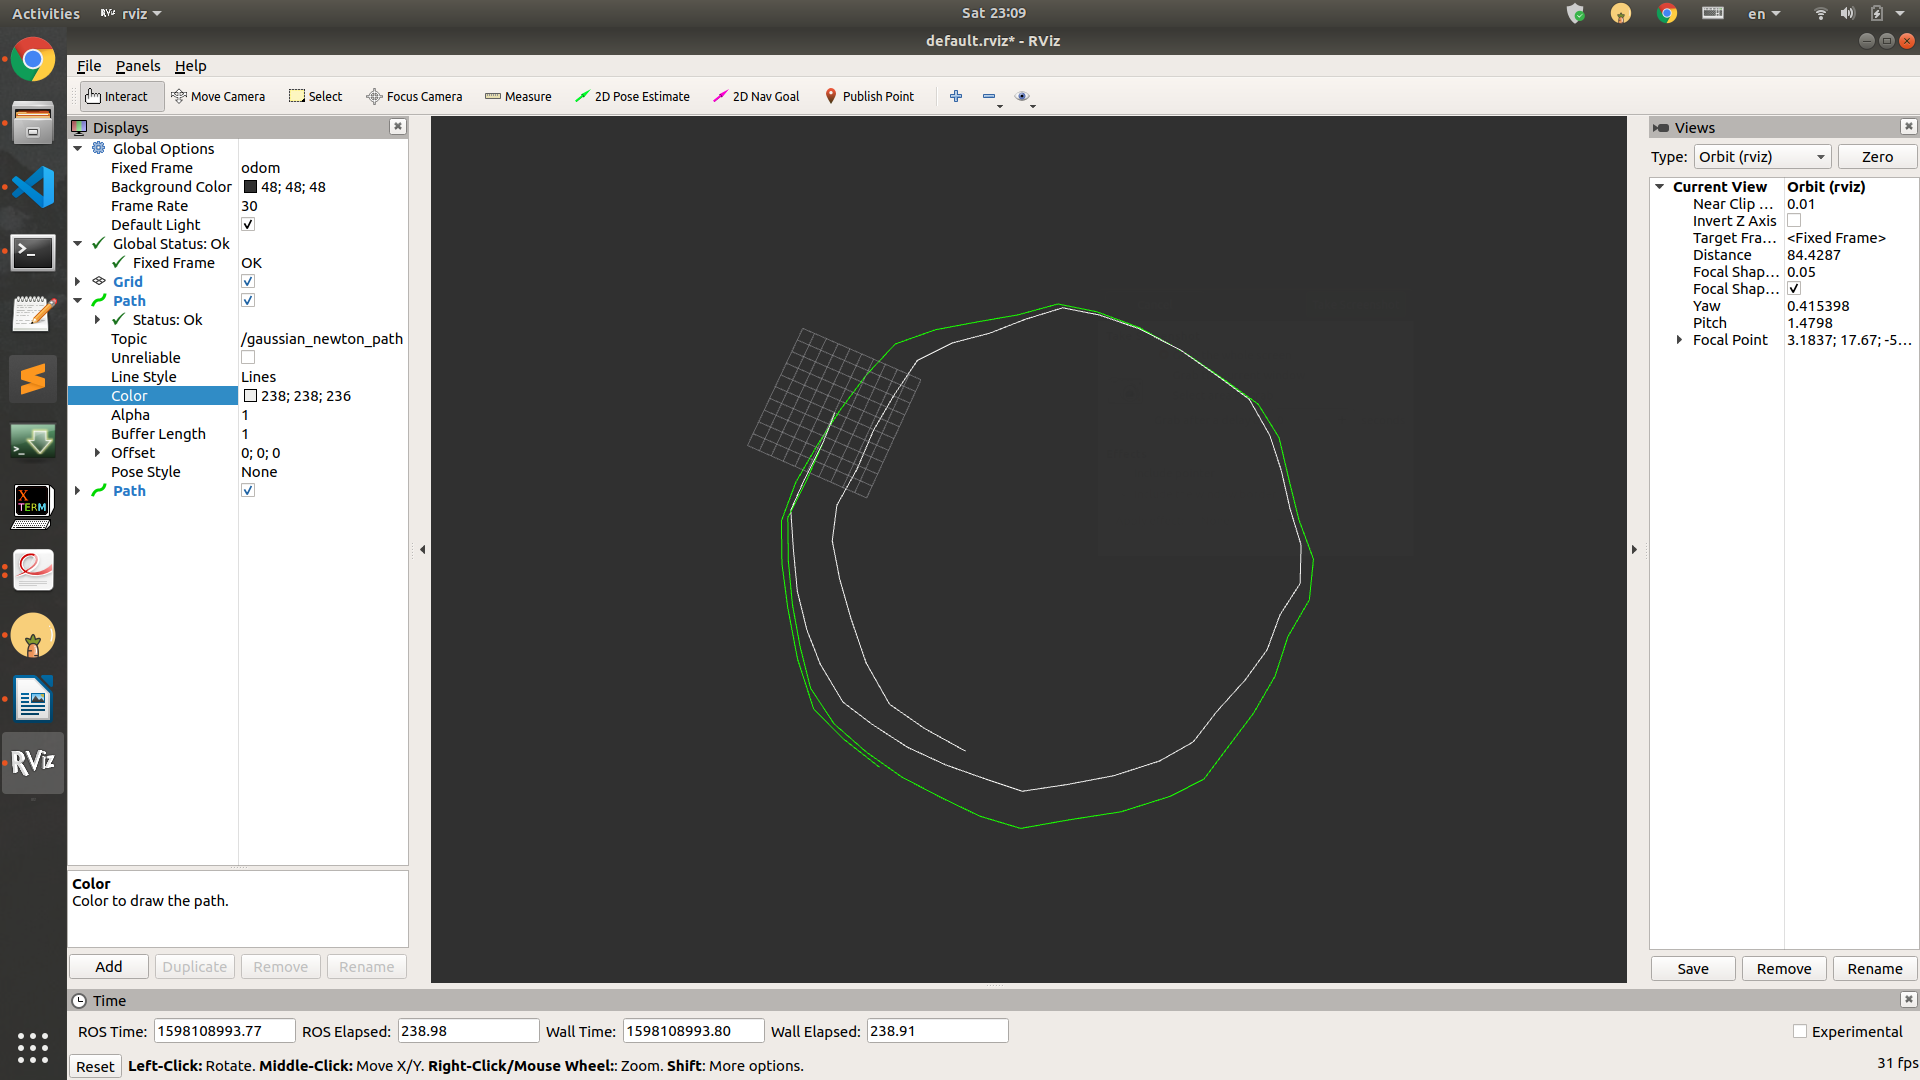 Activities
rviz
Sat 23:09
en
default.rviz* - RViz
File Panels Help
Interact Move Camera Select Focus Camera Measure 2D Pose Estimate 2D Nav Goal Publish Point
Displays
Global Options
Fixed Frame odom
Background Color 48; 48; 48
Frame Rate 30
Default Light
Global Status: Ok
Fixed Frame OK
Grid
Path
Status: Ok
Topic /gaussian_newton_path
Unreliable
Line Style Lines
Color 238; 238; 236
Alpha 1
Buffer Length 1
Offset 0; 0; 0
Pose Style None
Path
Color
Color to draw the path.
Add Duplicate Remove Rename
Views
Type: Orbit (rviz) Zero
Current View Orbit (rviz)
Near Clip ... 0.01
Invert Z Axis
Target Fra... <Fixed Frame>
Distance 84.4287
Focal Shap... 0.05
Focal Shap...
Yaw 0.415398
Pitch 1.4798
Focal Point 3.1837; 17.67; -5...
Save Remove Rename
X
TERM
RViz
Time
ROS Time: 1598108993.77 ROS Elapsed: 238.98 Wall Time: 1598108993.80 Wall Elapsed: 238.91 Experimental
Reset Left-Click: Rotate. Middle-Click: Move X/Y. Right-Click/Mouse Wheel:: Zoom. Shift: More options. 31 fps